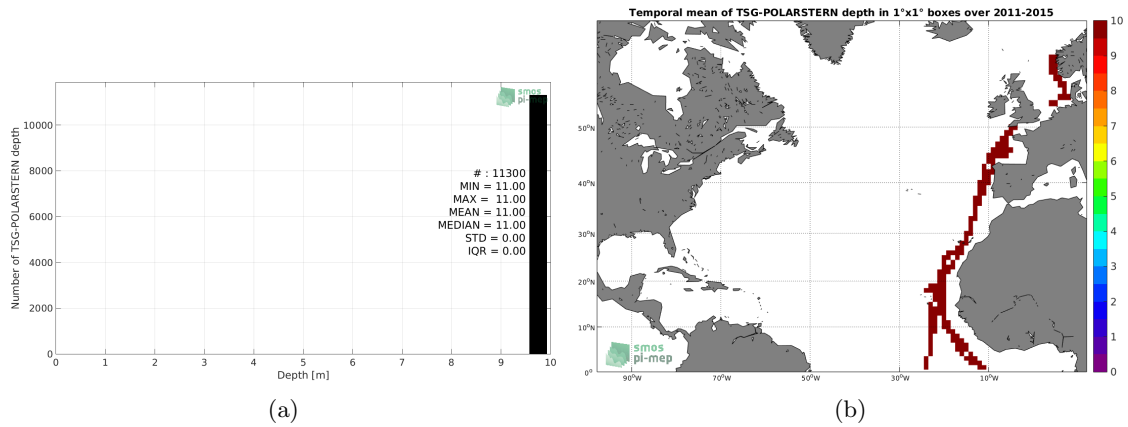 smos
pi-mep
Number of TSG-POLARSTERN depth
10000
8000
6000
4000
2000
0
# : 11300
MIN = 11.00
MAX = 11.00
MEAN = 11.00
MEDIAN = 11.00
STD = 0.00
IQR = 0.00
0 1 2 3 4 5 6 7 8 9 10
Depth [m]
(a)
Temporal mean of TSG-POLARSTERN depth in 1°x1° boxes over 2011-2015
50°N
40°N
30°N
20°N
10°N
0°
90°W 70°W 50°W 30°W 10°W
smos
pi-mep
10
9
8
7
6
5
4
3
2
1
0
(b)